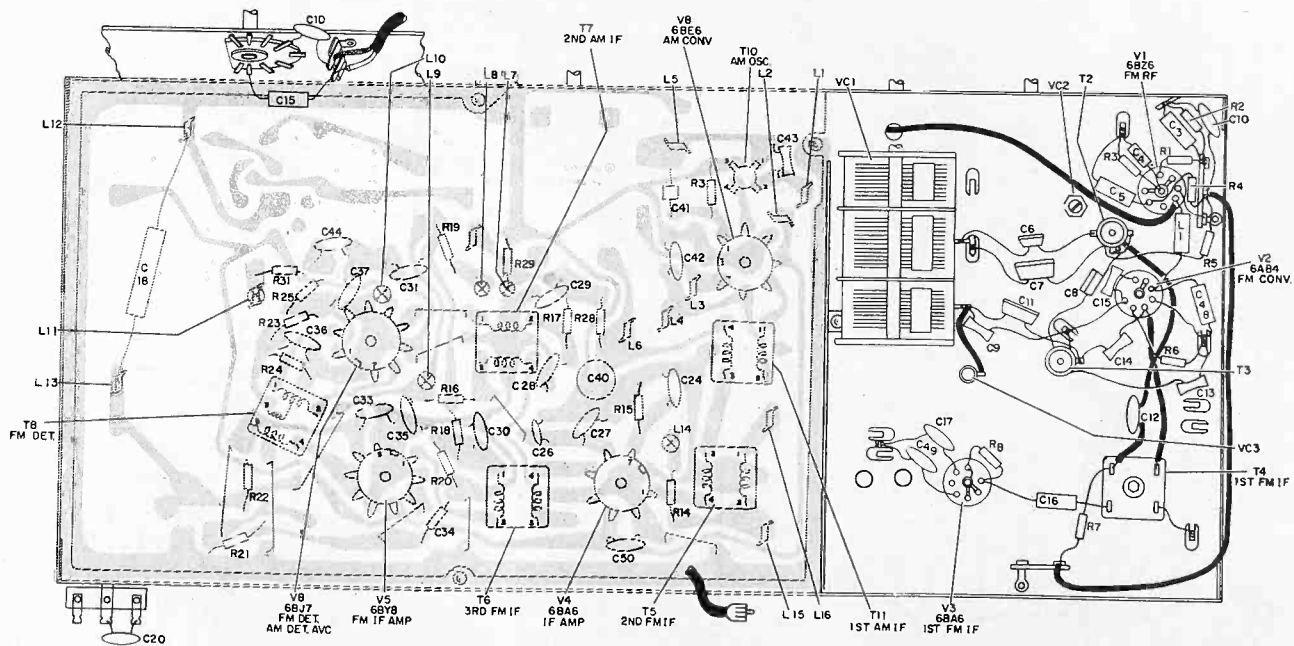 C10
T7
2ND AM IF
V8
6BE6
AM CONV
T10
AM OSC.
L10
L9
L8
L7
L5
L2
L1
VC1
VC2
T2
V1
6BZ6
FM RF
R2
C10
C3
C15
L12
C43
C4
R1
R3
C5
R4
R3
C41
C44
R19
R29
C42
C6
L1
R5
V2
6AB4
FM CONV.
C18
R31
C37
C31
C7
C8
C15
C48
R25
C29
L3
L11
R23
C36
R17
R28
L4
L6
C11
C9
C14
R6
R24
T3
C28
C40
C24
L13
R16
C13
T8
FM DET.
C33
C35
R18
C30
C26
C27
R15
L14
C12
C17
VC3
R22
R20
C49
R8
T4
1ST FM IF
C16
R14
R7
R21
C34
C50
V8
6BJ7
FM DET.
AM DET. AVC
V5
6BY8
FM IF AMP
T6
3RD FM IF
V4
6BA6
IF AMP
T5
2ND FM IF
L15
L16
T11
1ST AM IF
V3
6BA6
1ST FM IF
C20